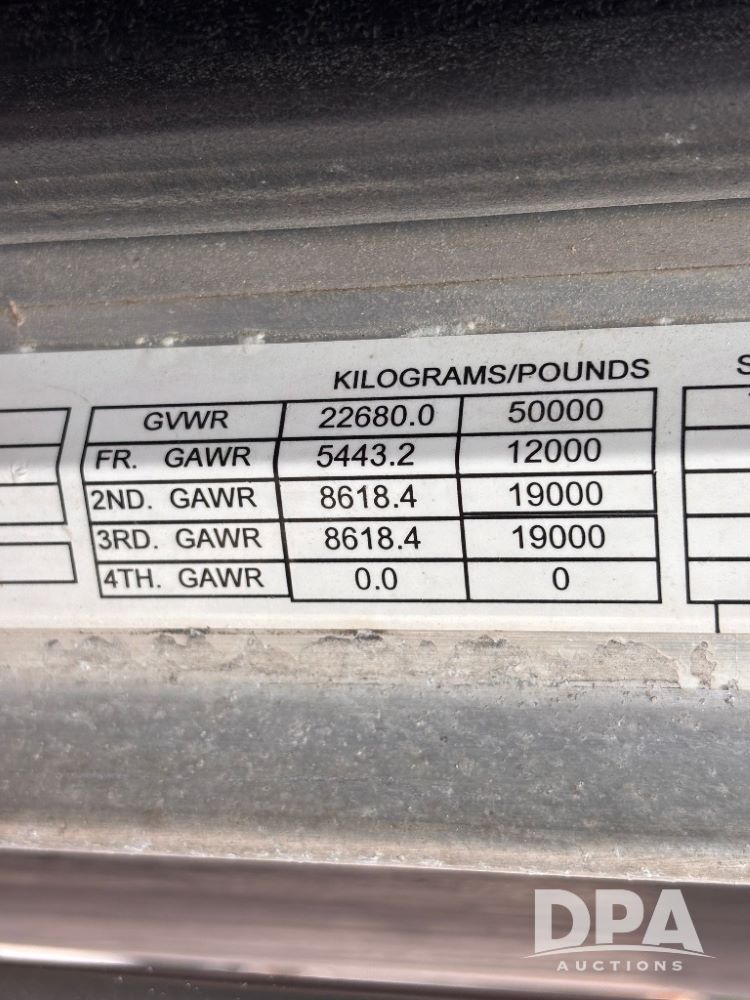 KILOGRAMS/POUNDS S
GVWR 22680.0 50000
FR. GAWR 5443.2 12000
2ND. GAWR 8618.4 19000
3RD. GAWR 8618.4 19000
4TH. GAWR 0.0 0
DPA
AUCTIONS